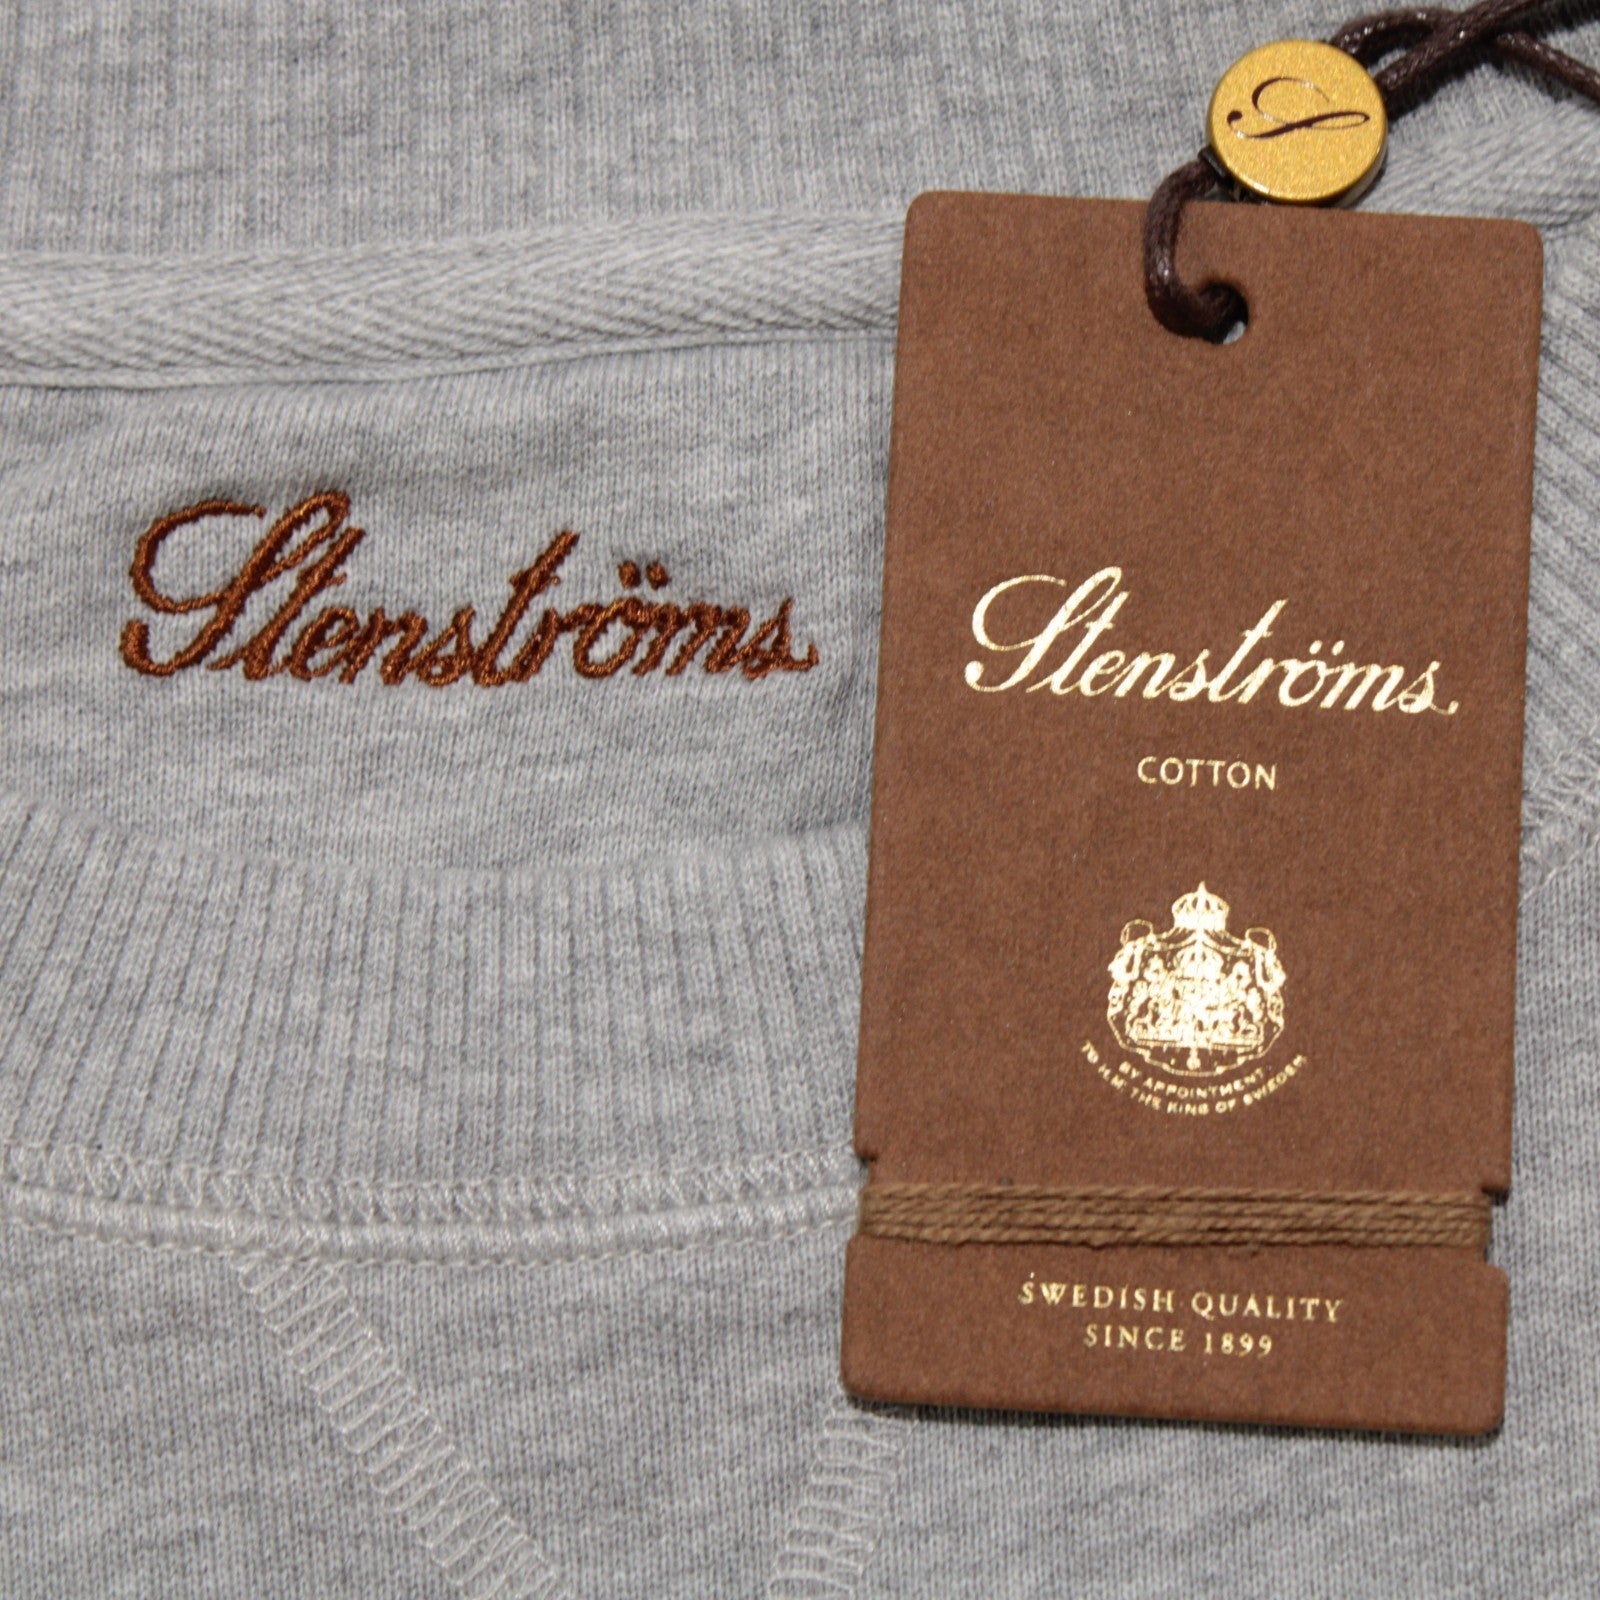 S
Stenströms
Stenströms
COTTON
BY APPOINTMENT
TO H.M. THE KING OF SWEDEN
SWEDISH QUALITY
SINCE 1899